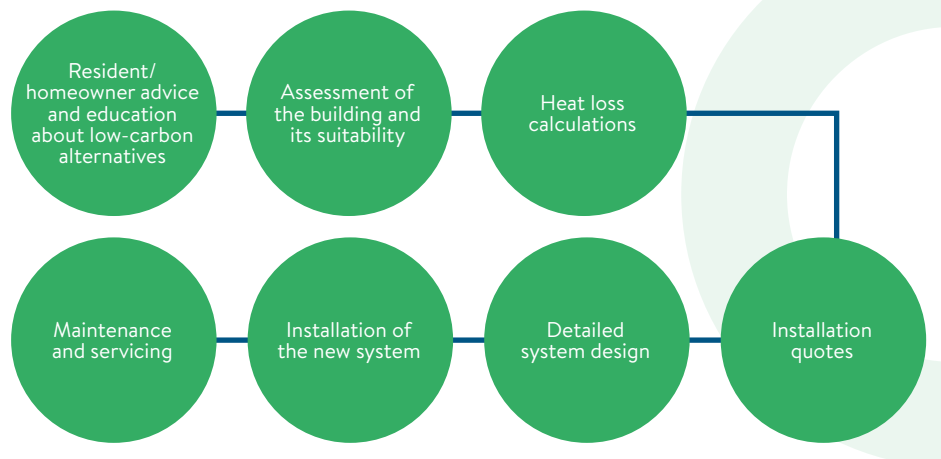 Resident/
homeowner advice
and education
about low-carbon
alternatives
Assessment of
the building and
its suitability
Heat loss
calculations
Installation
quotes
Detailed
system design
Installation of
the new system
Maintenance
and servicing